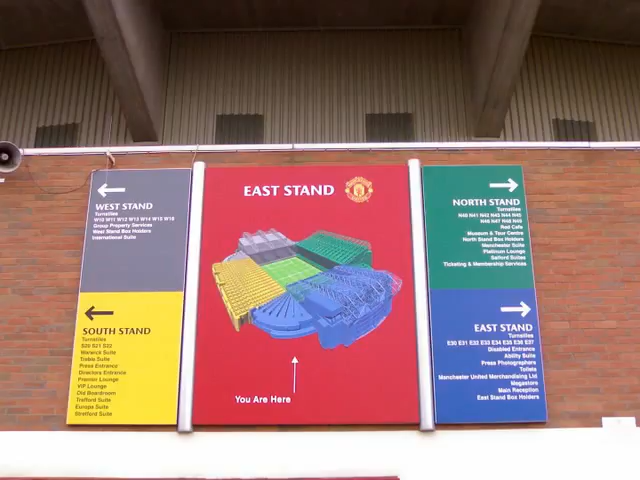 WEST STAND
Turnstiles
W10 W11 W12 W13 W14 W15 W16
Group Property Services
West Stand Box Holders
International Suite
SOUTH STAND
Turnstiles
S20 S21 S22
Warwick Suite
Treble Suite
Press Entrance
Directors Entrance
Premier Lounge
VIP Lounge
Old Boardroom
Trafford Suite
Europa Suite
Stretford Suite
EAST STAND
You Are Here
NORTH STAND
Turnstiles
N40 N41 N42 N43 N44 N45
N46 N47 N48 N49
Red Cafe
Museum & Tour Centre
North Stand Box Holders
Manchester Suite
Platinum Lounge
Salford Suites
Ticketing & Membership Services
EAST STAND
Turnstiles
E30 E31 E32 E33 E34 E35 E36 E37
Disabled Entrance
Ability Suite
Press Photographers
Toilets
Manchester United Merchandising Ltd
Megastore
Main Reception
East Stand Box Holders